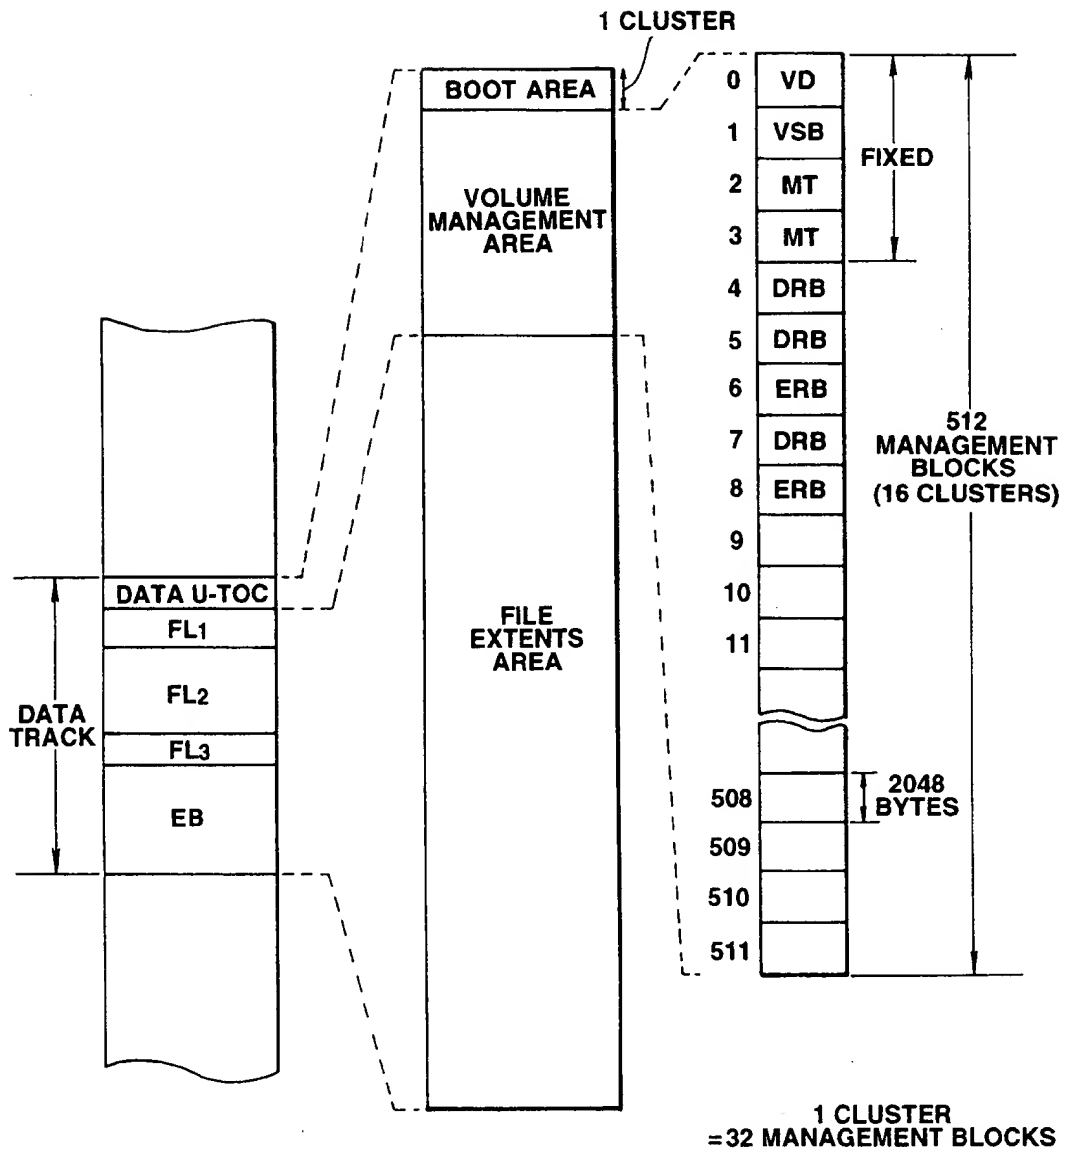 1 CLUSTER
BOOT AREA
VOLUME
MANAGEMENT
AREA
FILE
EXTENTS
AREA
DATA U-TOC
FL1
FL2
FL3
EB
DATA
TRACK
0 VD
1 VSB
2 MT
3 MT
4 DRB
5 DRB
6 ERB
7 DRB
8 ERB
9
10
11
508
509
510
511
FIXED
512
MANAGEMENT
BLOCKS
(16 CLUSTERS)
2048
BYTES
1 CLUSTER
=32 MANAGEMENT BLOCKS